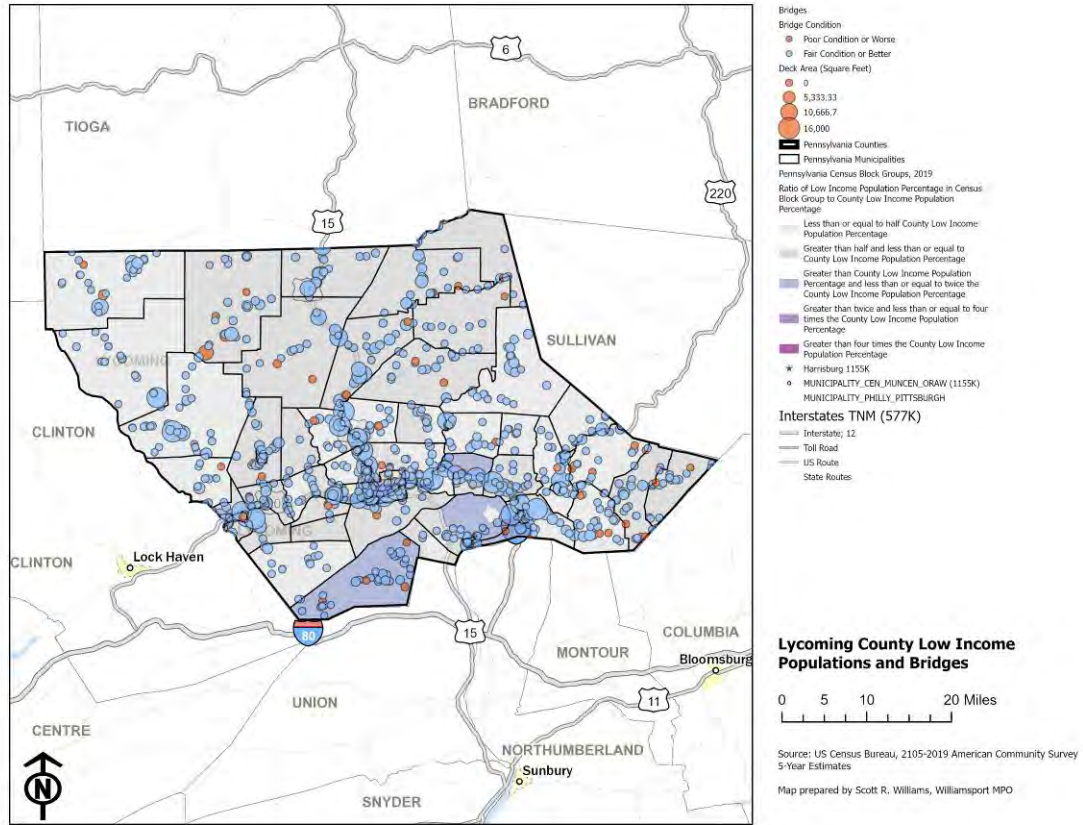 6
BRADFORD
TIOGA
220
15
SULLIVAN
LYCOMING
CLINTON
LYCOMING
CLINTON
Lock Haven
80
15
COLUMBIA
MONTOUR
Bloomsburg
UNION
11
CENTRE
NORTHUMBERLAND
Sunbury
N
SNYDER
Bridges
Bridge Condition
Poor Condition or Worse
Fair Condition or Better
Deck Area (Square Feet)
0
5,333.33
10,666.7
16,000
Pennsylvania Counties
Pennsylvania Municipalities
Pennsylvania Census Block Groups, 2019
Ratio of Low Income Population Percentage in Census
Block Group to County Low Income Population
Percentage
Less than or equal to half County Low Income
Population Percentage
Greater than half and less than or equal to
County Low Income Population Percentage
Greater than County Low Income Population
Percentage and less than or equal to twice the
County Low Income Population Percentage
Greater than twice and less than or equal to four
times the County Low Income Population
Percentage
Greater than four times the County Low Income
Population Percentage
Harrisburg 1155K
MUNICIPALITY_CEN_MUNCEN_ORAW (1155K)
MUNICIPALITY_PHILLY_PITTSBURGH
Interstates TNM (577K)
Interstate; 12
Toll Road
US Route
State Routes
Lycoming County Low Income
Populations and Bridges
0 5 10 20 Miles
Source: US Census Bureau, 2105-2019 American Community Survey
5-Year Estimates
Map prepared by Scott R. Williams, Williamsport MPO